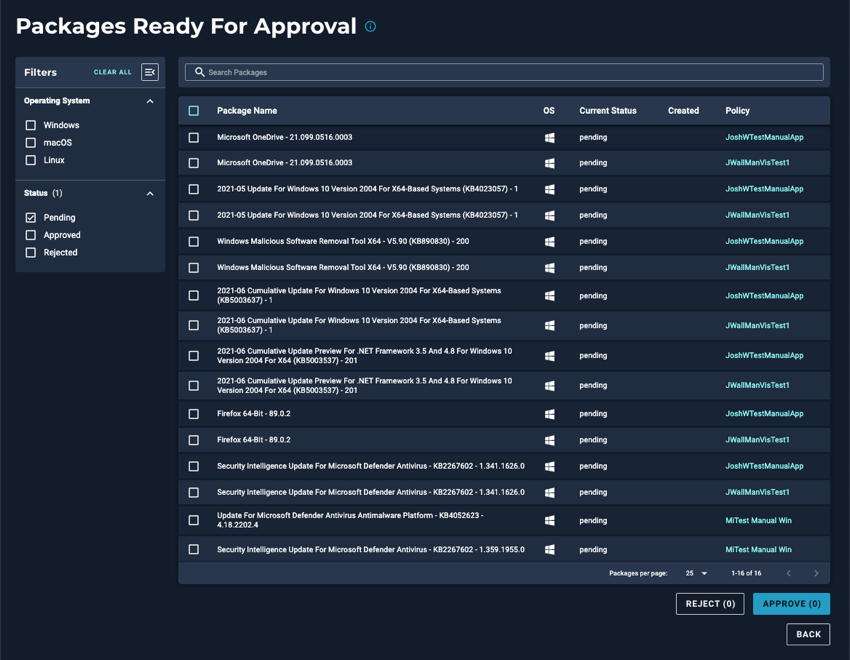 Packages Ready For Approval
Filters
CLEAR ALL
Operating System
Windows
macOS
Linux
Status (1)
Pending
Approved
Rejected
Search Packages
Package Name OS Current Status Created Policy
Microsoft OneDrive - 21.099.0516.0003 pending JoshWTestManualApp
Microsoft OneDrive - 21.099.0516.0003 pending JWallManVisTest1
2021-05 Update For Windows 10 Version 2004 For X64-Based Systems (KB4023057) - 1 pending JoshWTestManualApp
2021-05 Update For Windows 10 Version 2004 For X64-Based Systems (KB4023057) - 1 pending JWallManVisTest1
Windows Malicious Software Removal Tool X64 - V5.90 (KB890830) - 200 pending JoshWTestManualApp
Windows Malicious Software Removal Tool X64 - V5.90 (KB890830) - 200 pending JWallManVisTest1
2021-06 Cumulative Update For Windows 10 Version 2004 For X64-Based Systems
(KB5003637) - 1 pending JoshWTestManualApp
2021-06 Cumulative Update For Windows 10 Version 2004 For X64-Based Systems
(KB5003637) - 1 pending JWallManVisTest1
2021-06 Cumulative Update Preview For .NET Framework 3.5 And 4.8 For Windows 10
Version 2004 For X64 (KB5003537) - 201 pending JoshWTestManualApp
2021-06 Cumulative Update Preview For .NET Framework 3.5 And 4.8 For Windows 10
Version 2004 For X64 (KB5003537) - 201 pending JWallManVisTest1
Firefox 64-Bit - 89.0.2 pending JoshWTestManualApp
Firefox 64-Bit - 89.0.2 pending JWallManVisTest1
Security Intelligence Update For Microsoft Defender Antivirus - KB2267602 - 1.341.1626.0 pending JoshWTestManualApp
Security Intelligence Update For Microsoft Defender Antivirus - KB2267602 - 1.341.1626.0 pending JWallManVisTest1
Update For Microsoft Defender Antivirus Antimalware Platform - KB4052623 -
4.18.2202.4 pending MiTest Manual Win
Security Intelligence Update For Microsoft Defender Antivirus - KB2267602 - 1.359.1955.0 pending MiTest Manual Win
Packages per page: 25 1-16 of 16
REJECT (0) APPROVE (0)
BACK